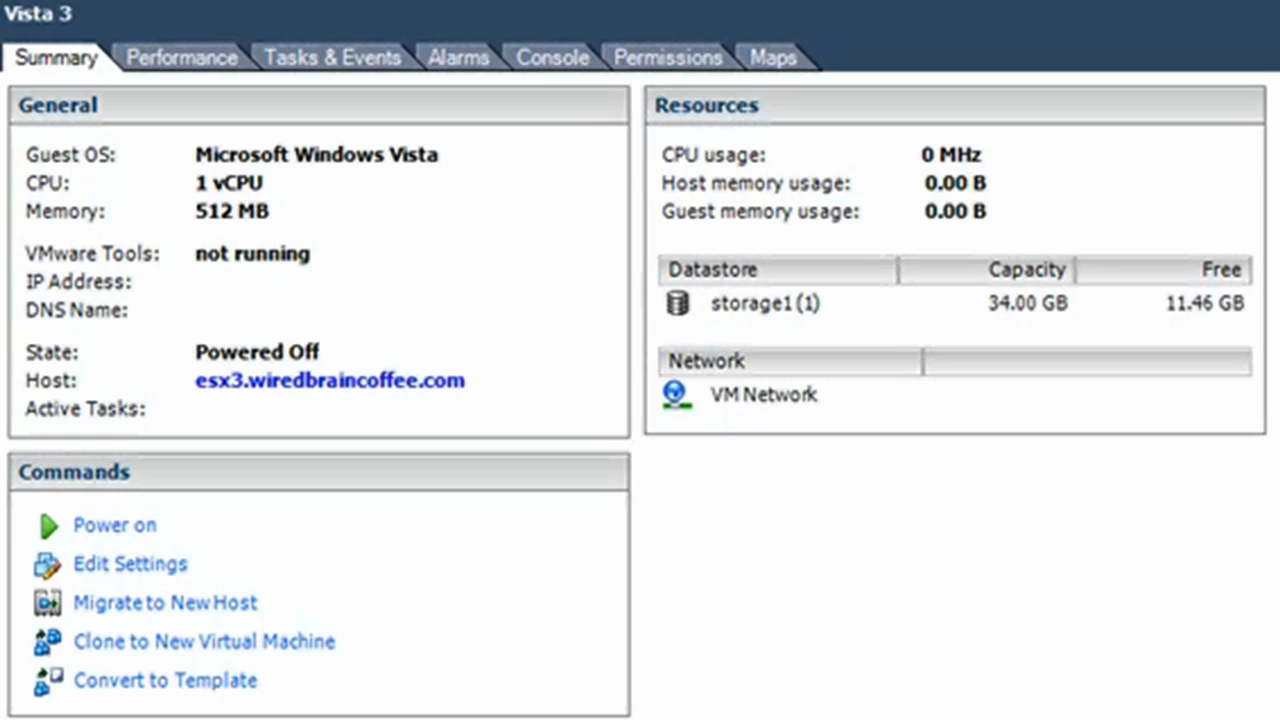 Vista 3
Summary Performance Tasks & Events Alarms Console Permissions Maps
General
Guest OS: Microsoft Windows Vista
CPU: 1 vCPU
Memory: 512 MB
VMware Tools: not running
IP Address:
DNS Name:
State: Powered Off
Host: esx3.wiredbraincoffee.com
Active Tasks:
Commands
Power on
Edit Settings
Migrate to New Host
Clone to New Virtual Machine
Convert to Template
Resources
CPU usage: 0 MHz
Host memory usage: 0.00 B
Guest memory usage: 0.00 B
Datastore Capacity Free
storage1 (1) 34.00 GB 11.46 GB
Network
VM Network